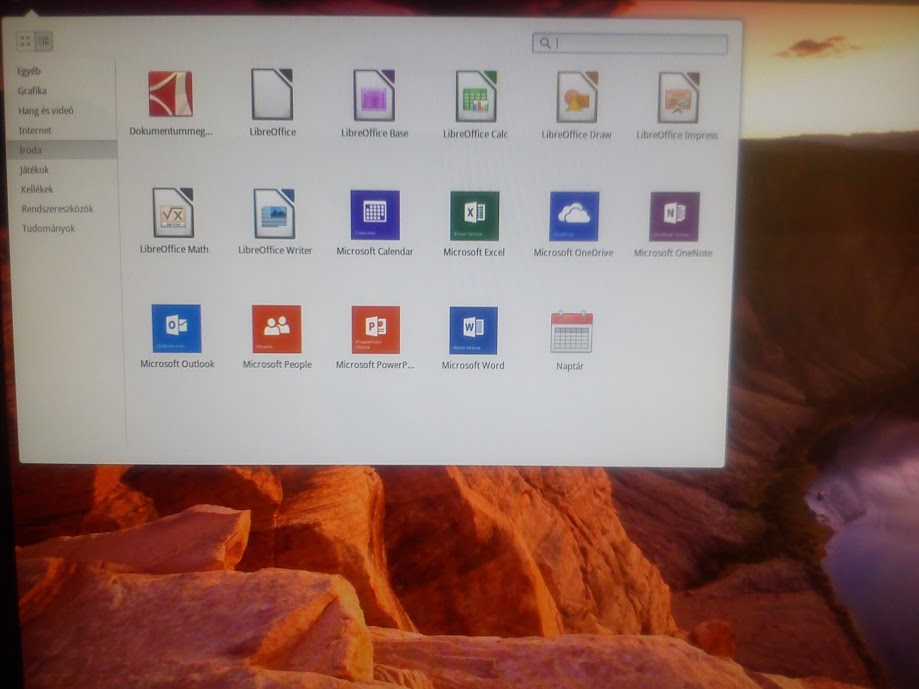 Egyéb
Grafika
Hang és videó
Internet
Iroda
Játékok
Kellékek
Rendszereszközök
Tudományok
Dokumentummeg...
LibreOffice
LibreOffice Base
LibreOffice Calc
LibreOffice Draw
LibreOffice Impress
LibreOffice Math
LibreOffice Writer
Microsoft Calendar
Microsoft Excel
Microsoft OneDrive
Microsoft OneNote
Microsoft Outlook
Microsoft People
Microsoft PowerP...
Microsoft Word
Naptár